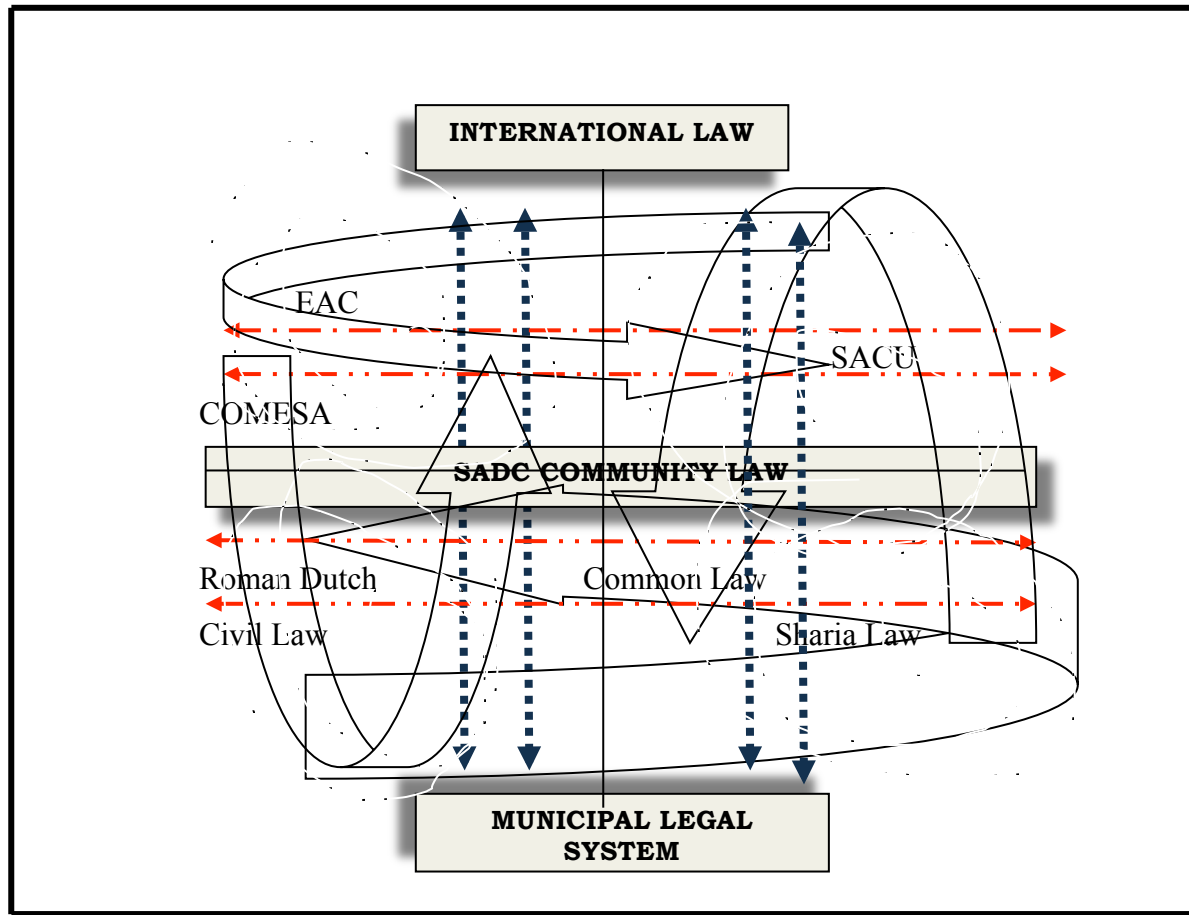 INTERNATIONAL LAW
EAC
SACU
COMESA
SADC COMMUNITY LAW
Roman Dutch
Common Law
Civil Law
Sharia Law
MUNICIPAL LEGAL
SYSTEM